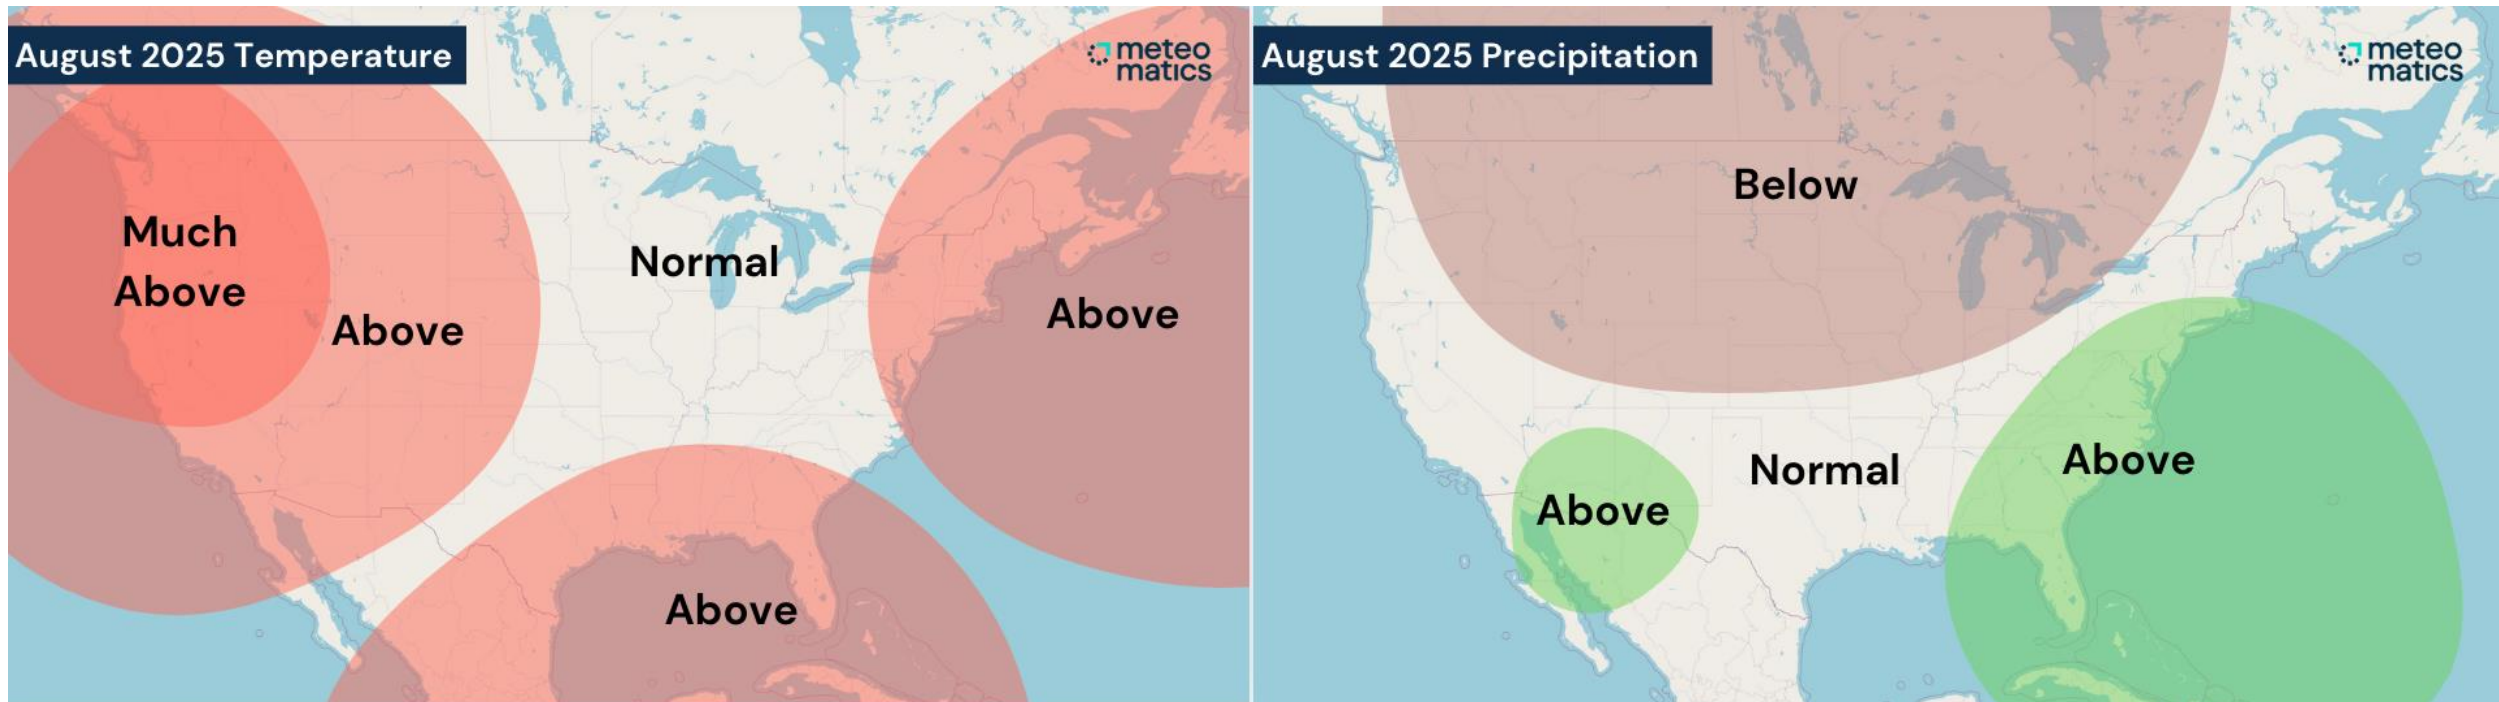 August 2025 Temperature
meteo
matics
Much
Above
Above
Normal
Above
Above
August 2025 Precipitation
meteo
matics
Below
Above
Normal
Above